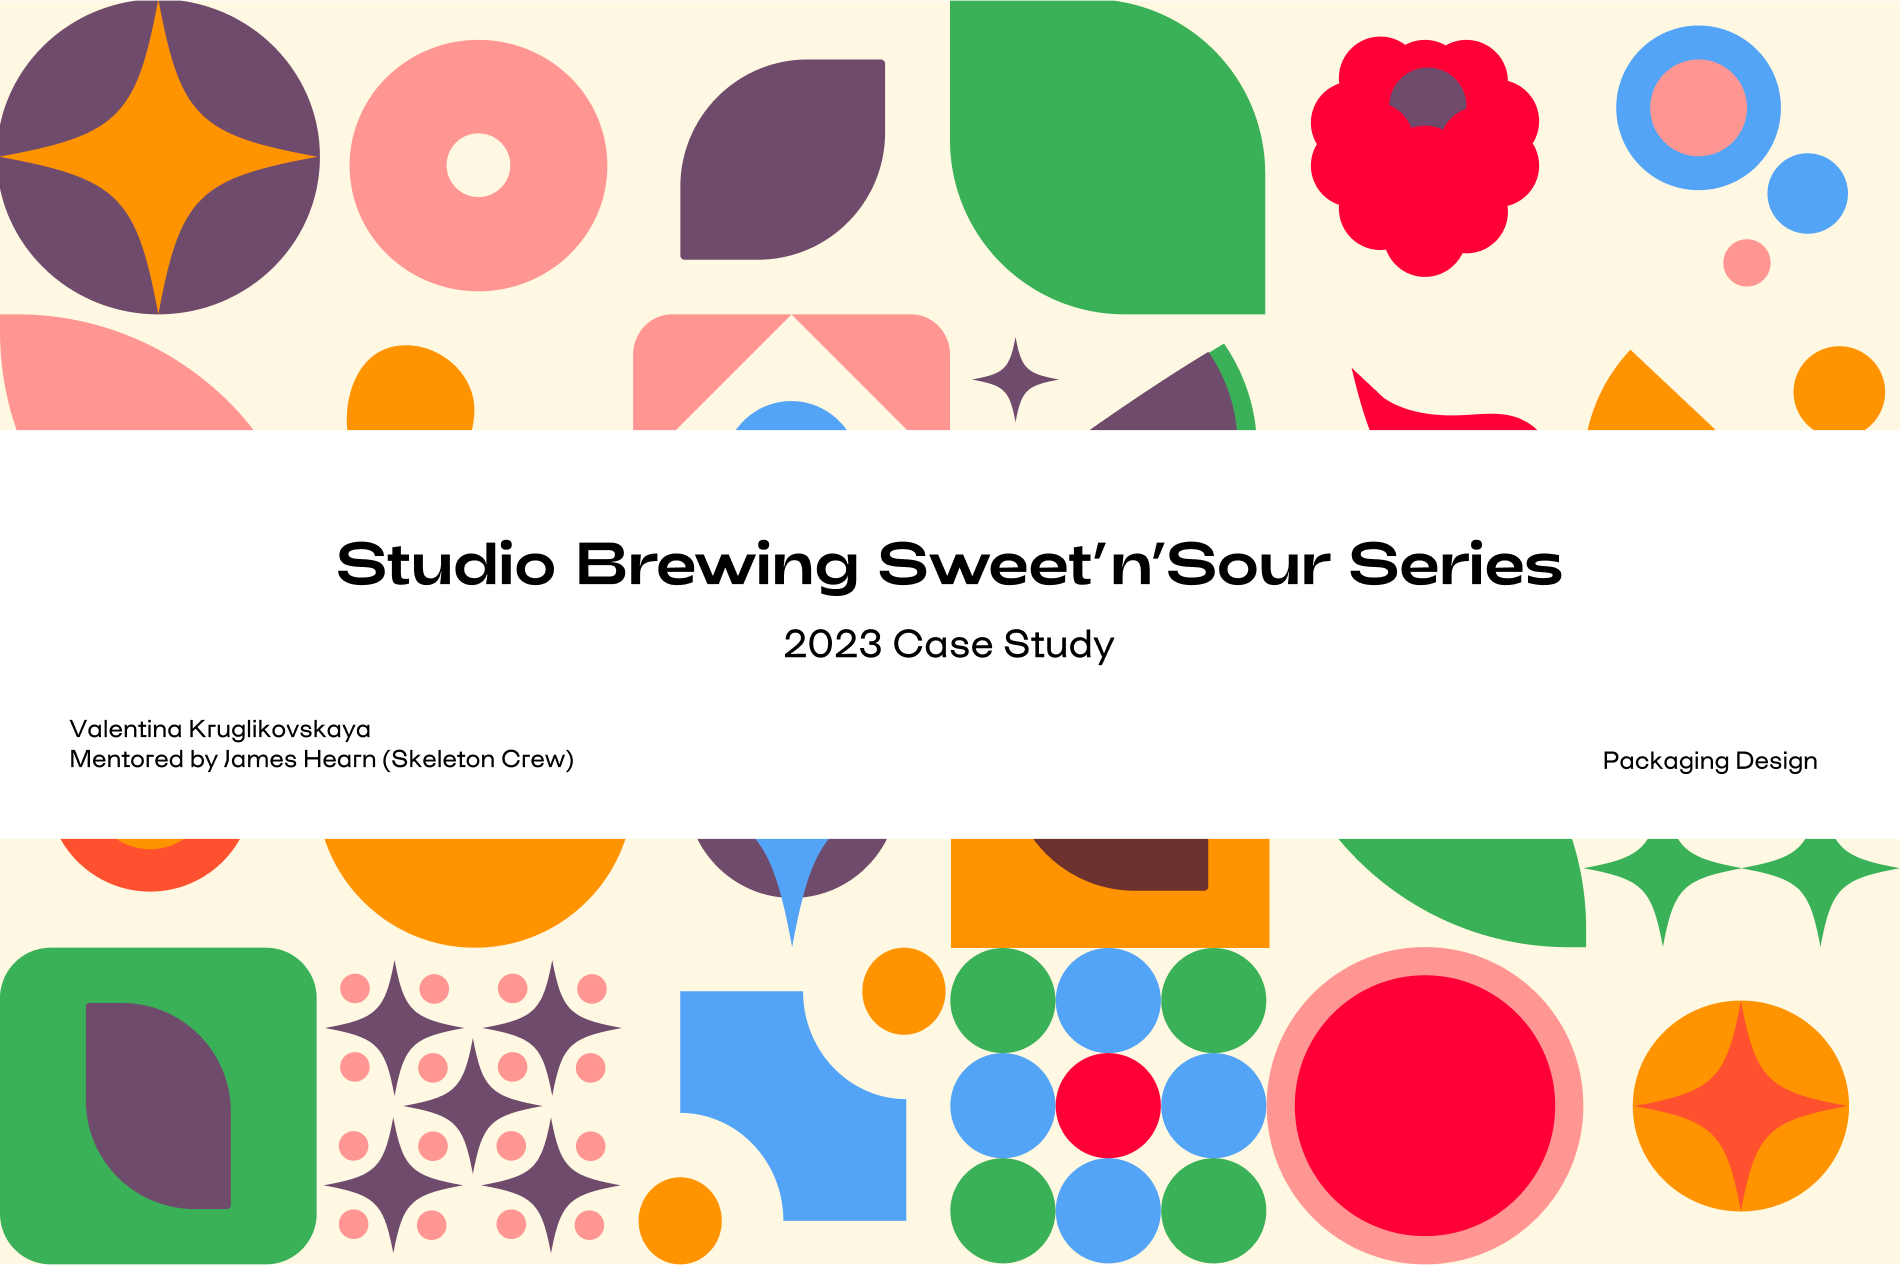 Studio Brewing Sweet’n’Sour Series
2023 Case Study
Valentina Kruglikovskaya
Mentored by James Hearn (Skeleton Crew)
Packaging Design